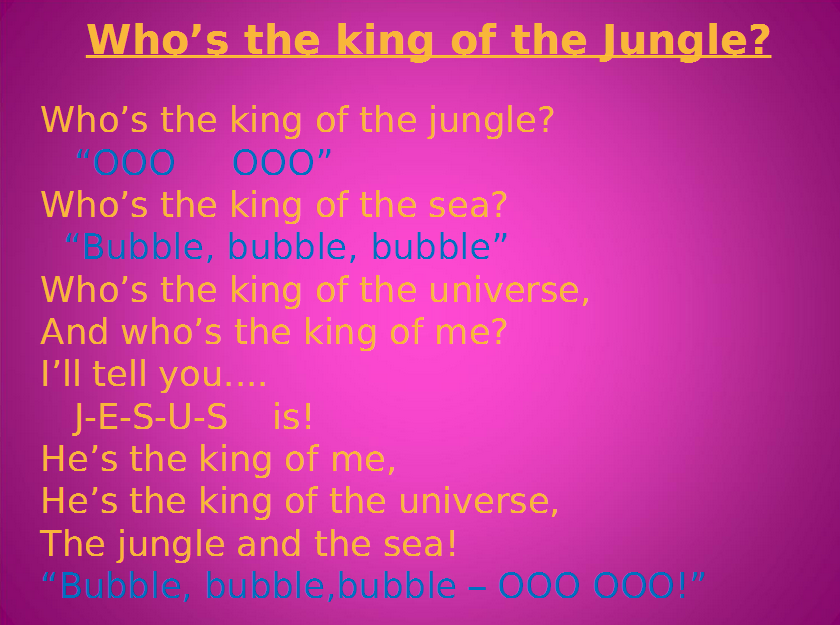 Who’s the king of the Jungle?
Who’s the king of the jungle?
“OOO OOO”
Who’s the king of the sea?
“Bubble, bubble, bubble”
Who’s the king of the universe,
And who’s the king of me?
I’ll tell you....
J-E-S-U-S is!
He’s the king of me,
He’s the king of the universe,
The jungle and the sea!
“Bubble, bubble,bubble – OOO OOO!”